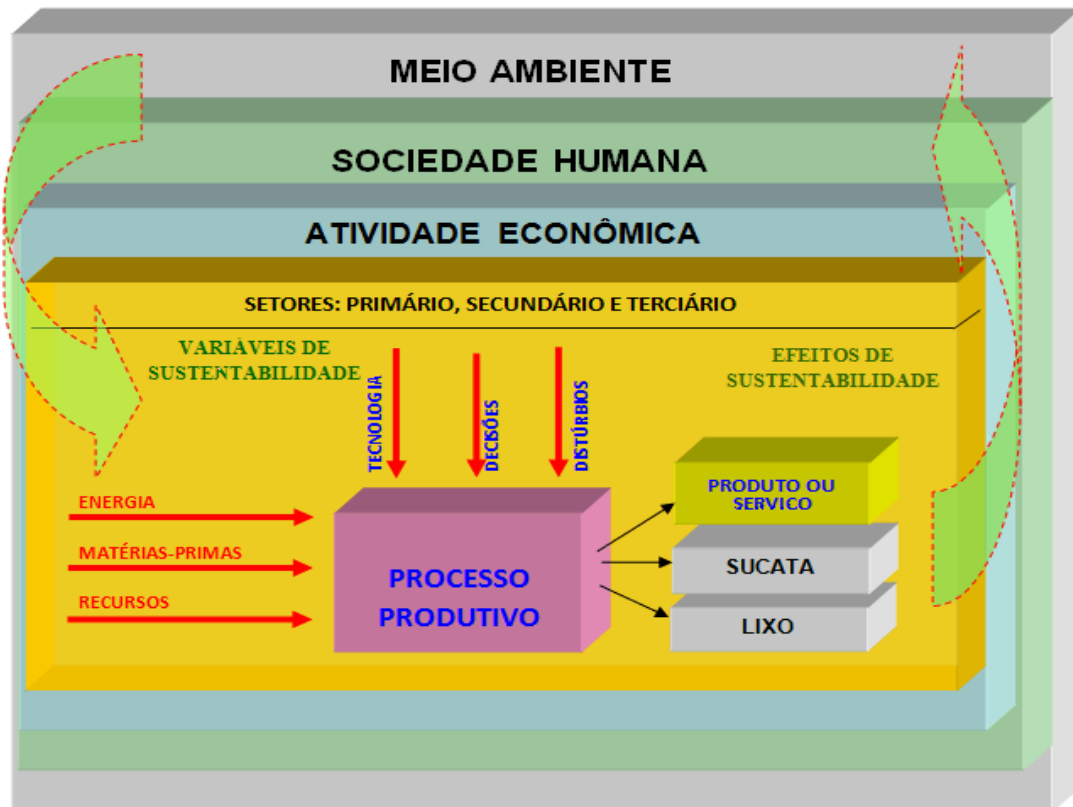 MEIO AMBIENTE
SOCIEDADE HUMANA
ATIVIDADE ECONÔMICA
SETORES: PRIMÁRIO, SECUNDÁRIO E TERCIÁRIO
VARIÁVEIS DE
SUSTENTABILIDADE
EFEITOS DE
SUSTENTABILIDADE
TECNOLOGIA
DECISÕES
DISTÚRBIOS
ENERGIA
MATÉRIAS-PRIMAS
RECURSOS
PROCESSO
PRODUTIVO
PRODUTO OU
SERVICO
SUCATA
LIXO